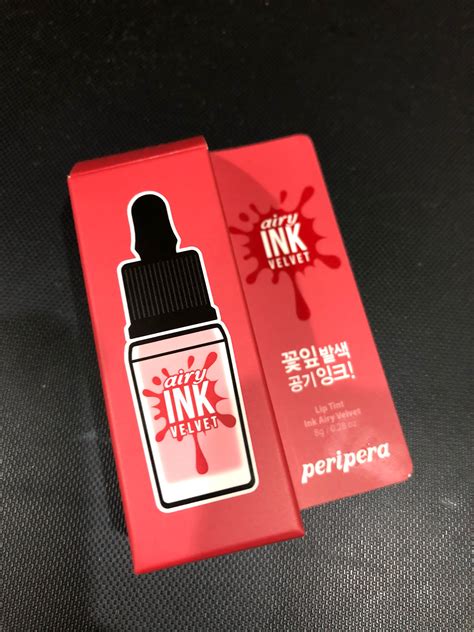 airy
INK
VELVET
airy
INK
VELVET
꽃잎발색
공기잉크!
Lip Tint
Ink Airy Velvet
8g / 0.28 oz
peripera